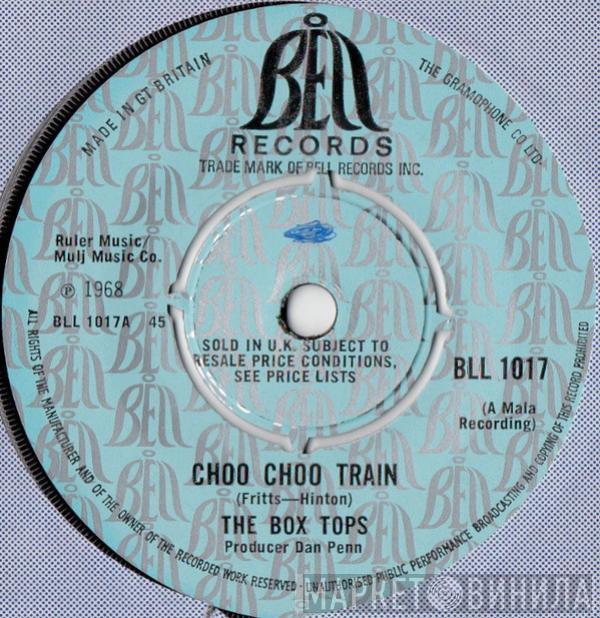 Bell
RECORDS
TRADE MARK OF BELL RECORDS INC.
MADE IN GT BRITAIN
THE GRAMOPHONE CO LTD.
Ruler Music/
Mulj Music Co.
℗ 1968
BLL 1017A 45
SOLD IN U.K. SUBJECT TO
RESALE PRICE CONDITIONS,
SEE PRICE LISTS
BLL 1017
(A Mala
Recording)
CHOO CHOO TRAIN
(Fritts—Hinton)
THE BOX TOPS
Producer Dan Penn
ALL RIGHTS OF THE MANUFACTURER AND OF THE OWNER OF THE RECORDED WORK RESERVED - UNAUTHORISED PUBLIC PERFORMANCE BROADCASTING AND COPYING OF THIS RECORD PROHIBITED
МАРКЕТ ВИНИЛА